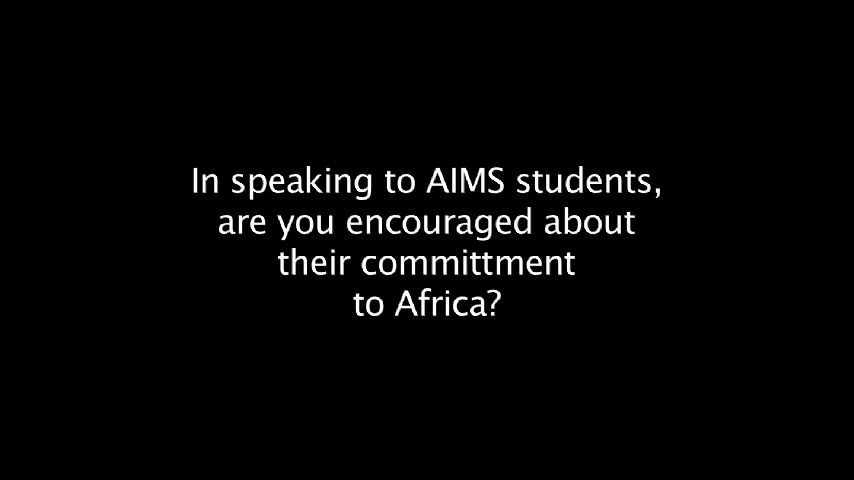 In speaking to AIMS students,
are you encouraged about
their committment
to Africa?